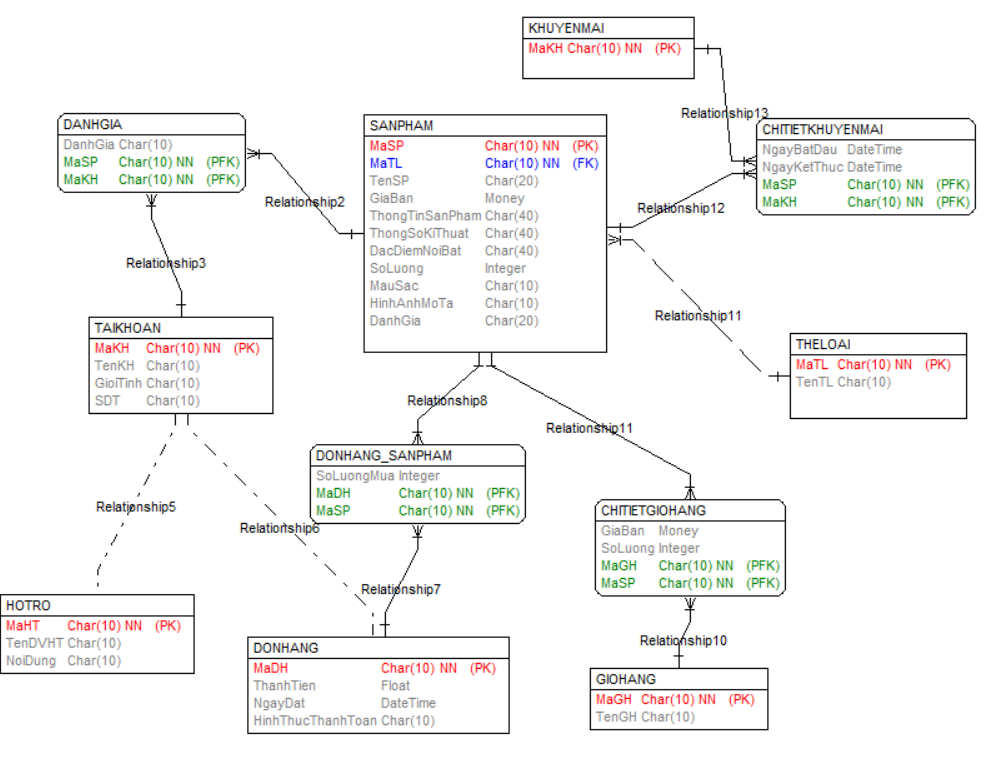 KHUYENMAI
MaKH Char(10) NN (PK)
Relationship13
DANHGIA
DanhGia Char(10)
MaSP Char(10) NN (PFK)
MaKH Char(10) NN (PFK)
SANPHAM
MaSP Char(10) NN (PK)
MaTL Char(10) NN (FK)
TenSP Char(20)
GiaBan Money
ThongTinSanPham Char(40)
ThongSoKiThuat Char(40)
DacDiemNoiBat Char(40)
SoLuong Integer
MauSac Char(10)
HinhAnhMoTa Char(10)
DanhGia Char(20)
CHITIETKHUYENMAI
NgayBatDau DateTime
NgayKetThuc DateTime
MaSP Char(10) NN (PFK)
MaKH Char(10) NN (PFK)
Relationship2
Relationship12
Relationship3
Relationship11
TAIKHOAN
MaKH Char(10) NN (PK)
TenKH Char(10)
GioiTinh Char(10)
SDT Char(10)
THELOAI
MaTL Char(10) NN (PK)
TenTL Char(10)
Relationship8
Relationship11
DONHANG_SANPHAM
SoLuongMua Integer
MaDH Char(10) NN (PFK)
MaSP Char(10) NN (PFK)
Relationship5
Relationship6
CHITIETGIOHANG
GiaBan Money
SoLuong Integer
MaGH Char(10) NN (PFK)
MaSP Char(10) NN (PFK)
Relationship7
HOTRO
MaHT Char(10) NN (PK)
TenDVHT Char(10)
NoiDung Char(10)
DONHANG
MaDH Char(10) NN (PK)
ThanhTien Float
NgayDat DateTime
HinhThucThanhToan Char(10)
Relationship10
GIOHANG
MaGH Char(10) NN (PK)
TenGH Char(10)